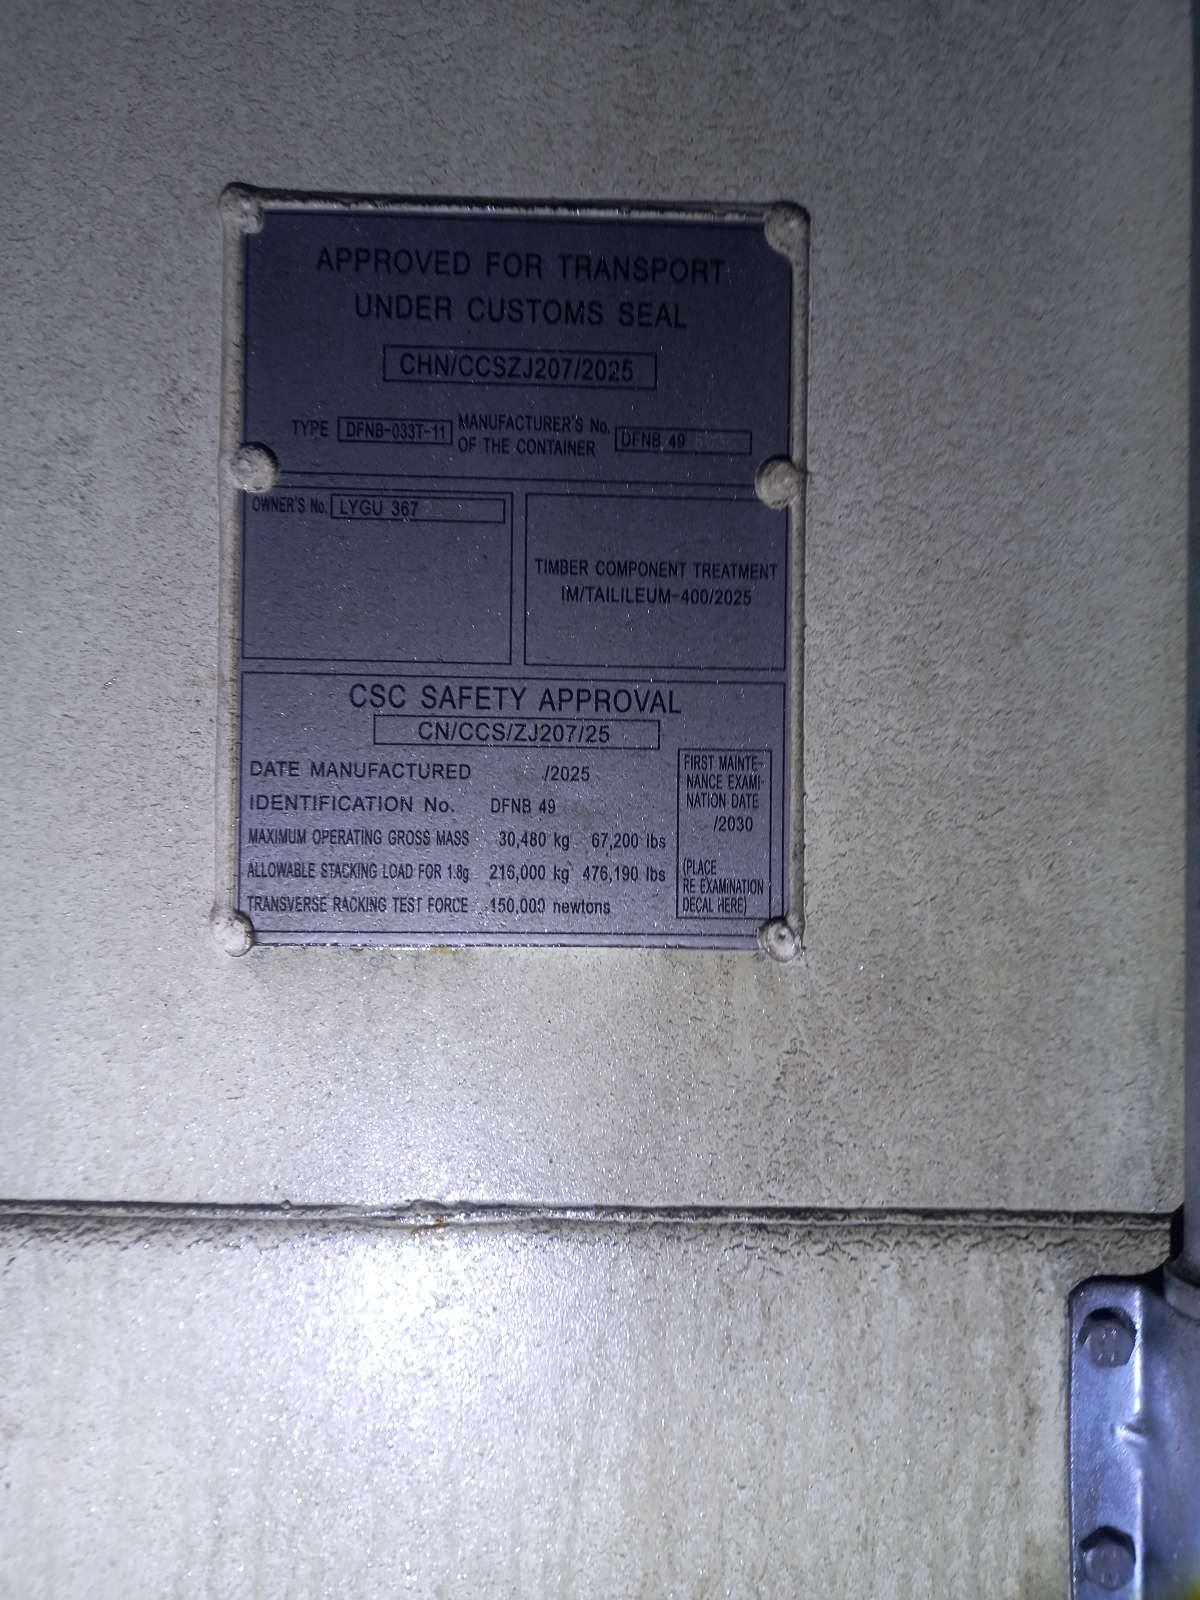 APPROVED FOR TRANSPORT
UNDER CUSTOMS SEAL
CHN/CCSZJ207/2025
TYPE DFNB-033T-11 MANUFACTURER'S No. OF THE CONTAINER DFNB 49
OWNER'S No. LYGU 367
TIMBER COMPONENT TREATMENT
IM/TAILILEUM-400/2025
CSC SAFETY APPROVAL
CN/CCS/ZJ207/25
DATE MANUFACTURED /2025
IDENTIFICATION No. DFNB 49
MAXIMUM OPERATING GROSS MASS 30,480 kg 67,200 lbs
ALLOWABLE STACKING LOAD FOR 1.8g 216,000 kg 476,190 lbs
TRANSVERSE RACKING TEST FORCE 150,000 newtons
FIRST MAINTE-
NANCE EXAMI-
NATION DATE
/2030
(PLACE
RE EXAMINATION
DECAL HERE)